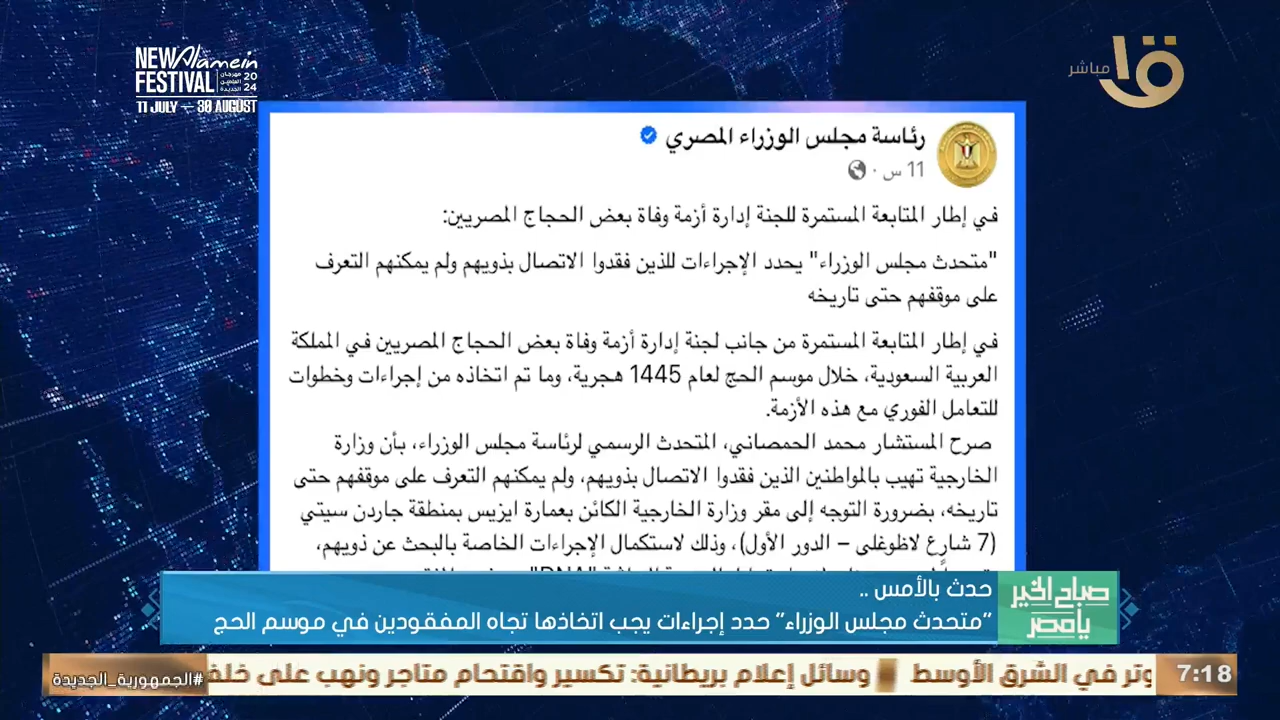 NEW Alamein
FESTIVAL
مهرجان
العلمين
الجديدة
20
24
11 JULY — 30 AUGUST
مباشر
رئاسة مجلس الوزراء المصري
11 س ·
في إطار المتابعة المستمرة للجنة إدارة أزمة وفاة بعض الحجاج المصريين:
"متحدث مجلس الوزراء" يحدد الإجراءات للذين فقدوا الاتصال بذويهم ولم يمكنهم التعرف
على موقفهم حتى تاريخه
في إطار المتابعة المستمرة من جانب لجنة إدارة أزمة وفاة بعض الحجاج المصريين في المملكة
العربية السعودية، خلال موسم الحج لعام 1445 هجرية، وما تم اتخاذه من إجراءات وخطوات
للتعامل الفوري مع هذه الأزمة.
صرح المستشار محمد الحمصاني، المتحدث الرسمي لرئاسة مجلس الوزراء، بأن وزارة
الخارجية تهيب بالمواطنين الذين فقدوا الاتصال بذويهم، ولم يمكنهم التعرف على موقفهم حتى
تاريخه، بضرورة التوجه إلى مقر وزارة الخارجية الكائن بعمارة ايزيس بمنطقة جاردن سيتي
(7 شارع لاظوغلى – الدور الأول)، وذلك لاستكمال الإجراءات الخاصة بالبحث عن ذويهم،
حدث بالأمس ..
"متحدث مجلس الوزراء" حدد إجراءات يجب اتخاذها تجاه المفقودين في موسم الحج
صباح الخير
يا مصر
وتر في الشرق الأوسط وسائل إعلام بريطانية: تكسير واقتحام متاجر ونهب على خلف
#الجمهورية_الجديدة
7:18